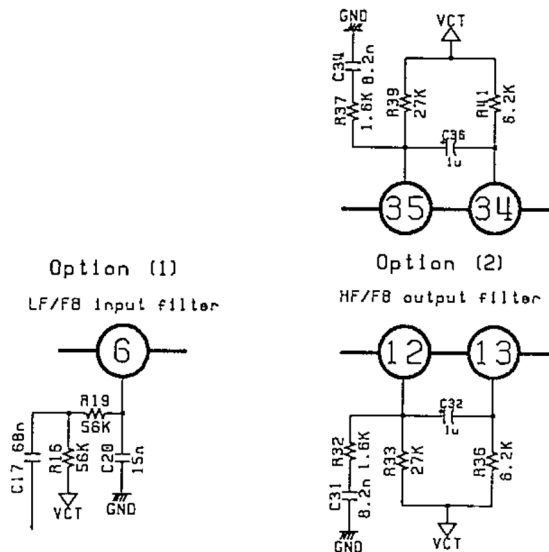 GND
C34
8.2n
R37
1.6K
VCT
R39
27K
R41
6.2K
C36
1u
35
34
Option (1)
LF/FB input filter
6
R19
56K
C17
68n
R16
56K
C20
15n
VCT
GND
Option (2)
HF/FB output filter
12
13
C32
1u
R32
1.6K
R33
27K
R36
6.2K
C31
8.2n
GND
VCT